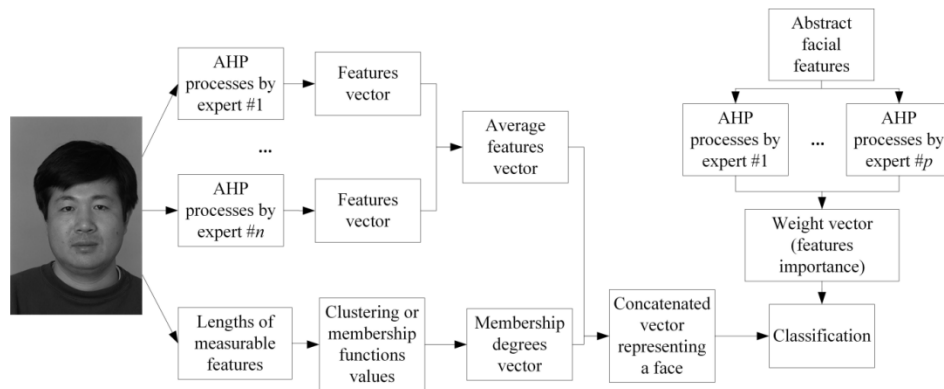 AHP
processes by
expert #1
Features
vector
...
AHP
processes by
expert #n
Features
vector
Average
features
vector
Lengths of
measurable
features
Clustering or
membership
functions
values
Membership
degrees
vector
Concatenated
vector
representing
a face
Abstract
facial
features
AHP
processes by
expert #1
...
AHP
processes by
expert #p
Weight vector
(features
importance)
Classification